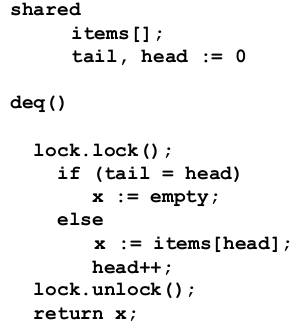 shared
items[];
tail, head := 0
deq()
lock.lock();
if (tail = head)
x := empty;
else
x := items[head];
head++;
lock.unlock();
return x;